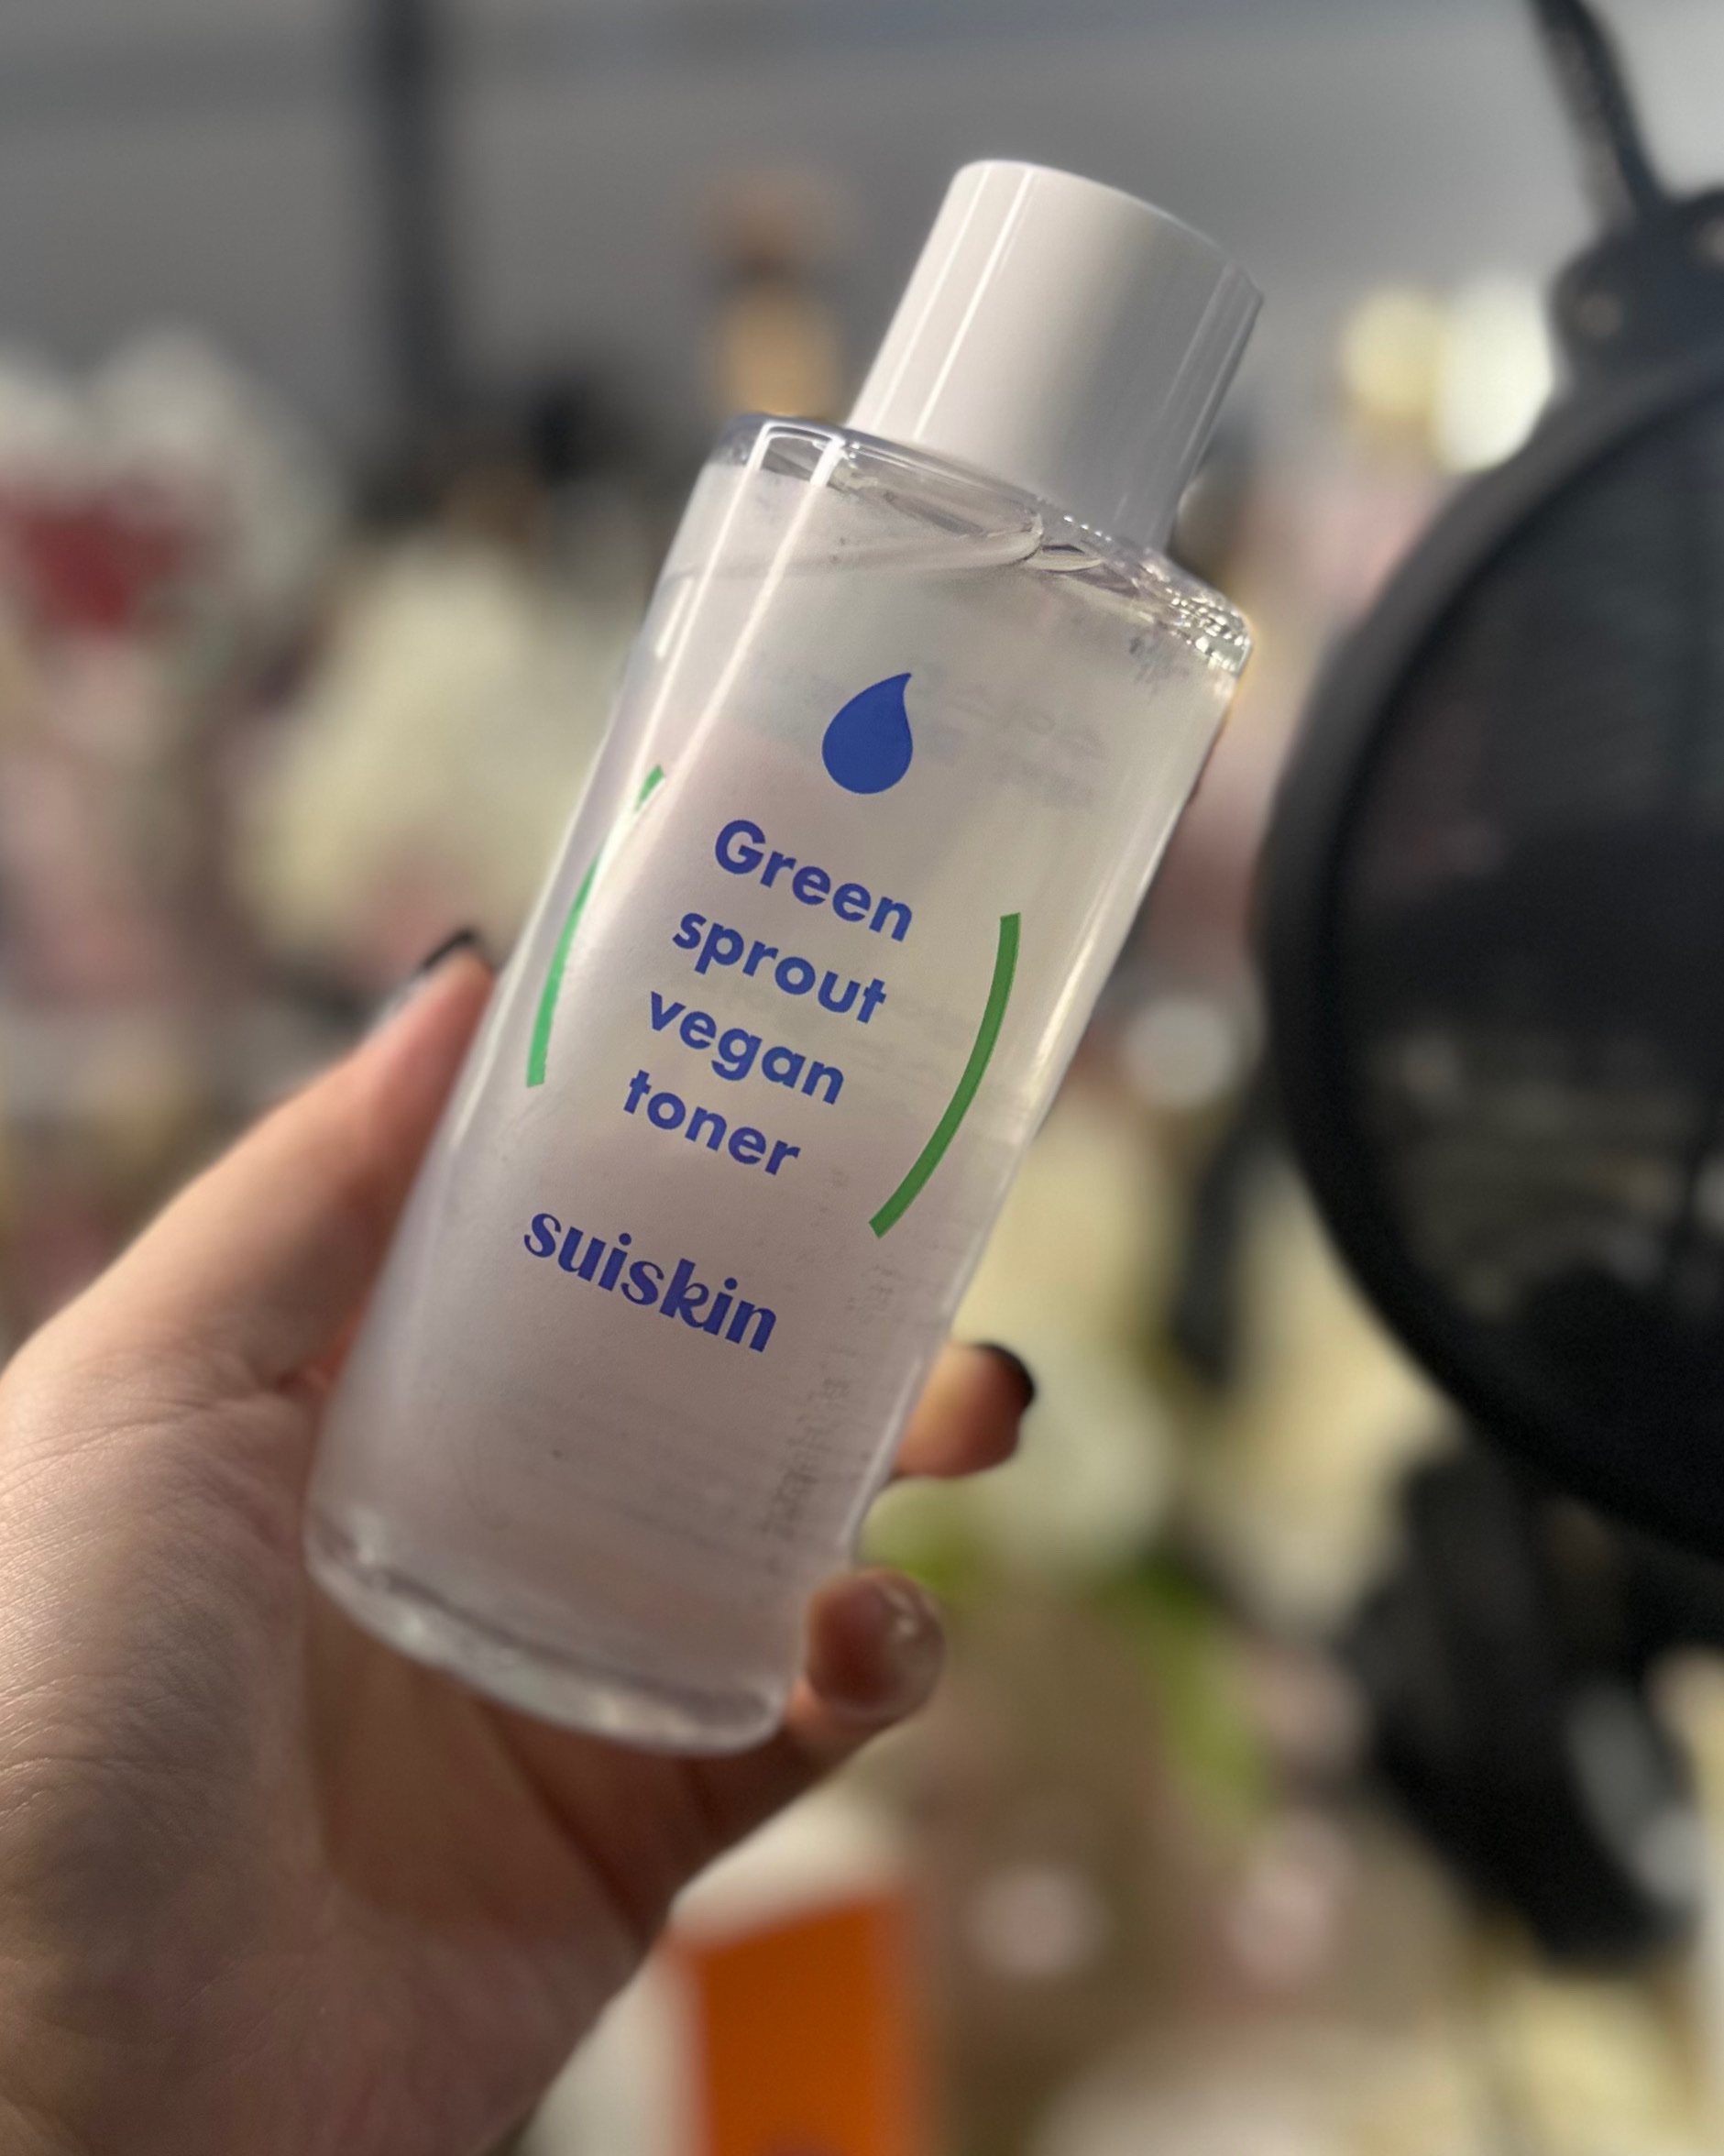 Green
sprout
vegan
toner
suiskin